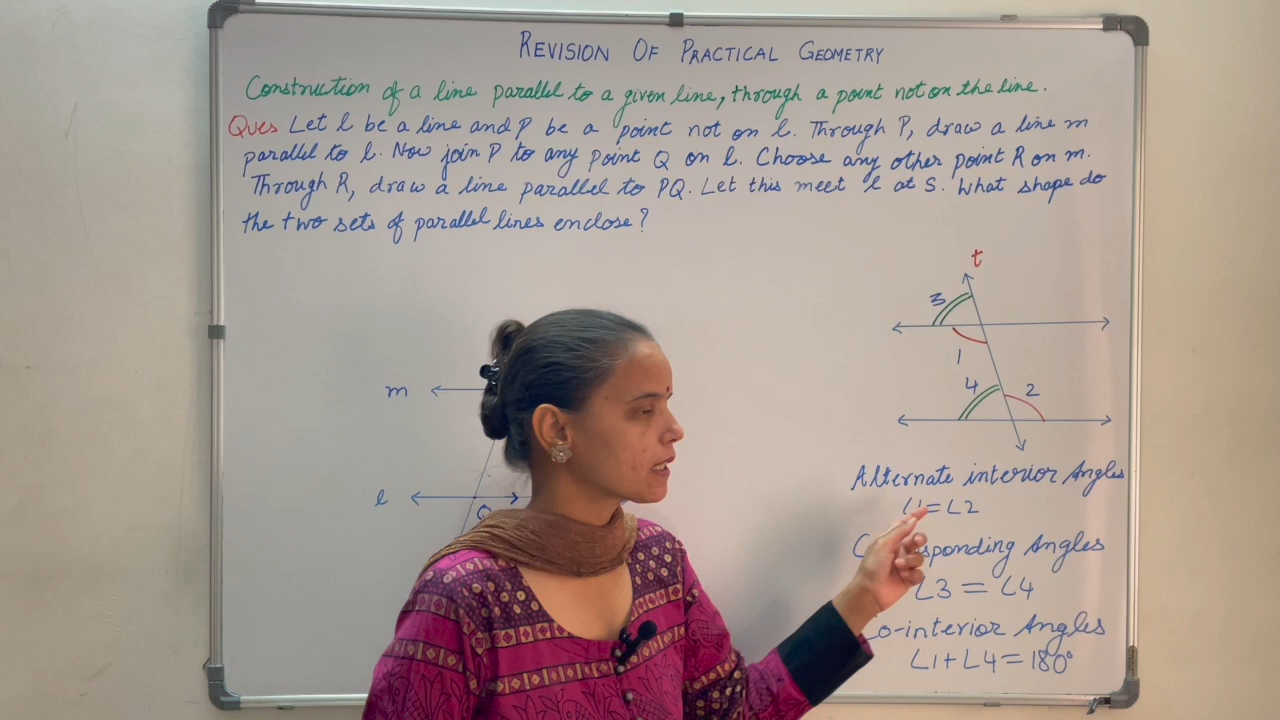 REVISION OF PRACTICAL GEOMETRY
Construction of a line parallel to a given line, through a point not on the line.
Ques Let l be a line and P be a point not on l. Through P, draw a line m
parallel to l. Now join P to any point Q on l. Choose any other point R on m.
Through R, draw a line parallel to PQ. Let this meet l at S. What shape do
the two sets of parallel lines enclose?
t
3
1
4 2
m
l
Q
Alternate interior Angles
∠1=∠2
Angles
∠3 = ∠4
Co-interior Angles
∠1+∠4=180°